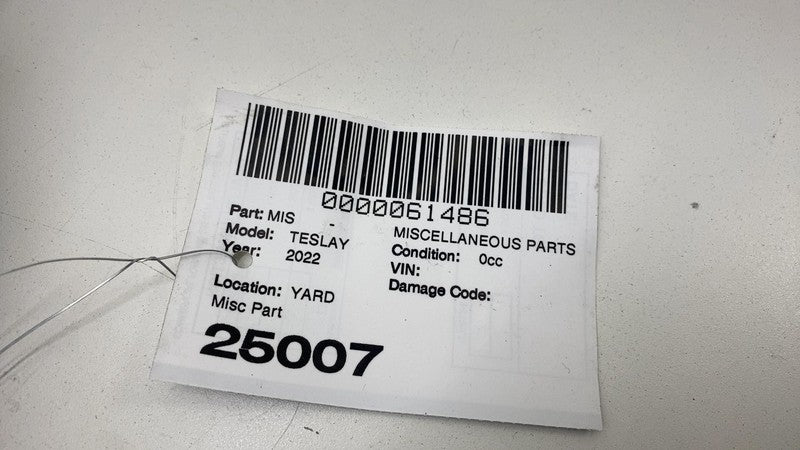 0000061486
Part: MIS -
MISCELLANEOUS PARTS
Model: TESLAY
Condition: 0cc
Year: 2022
VIN:
Damage Code:
Location: YARD
Misc Part
25007